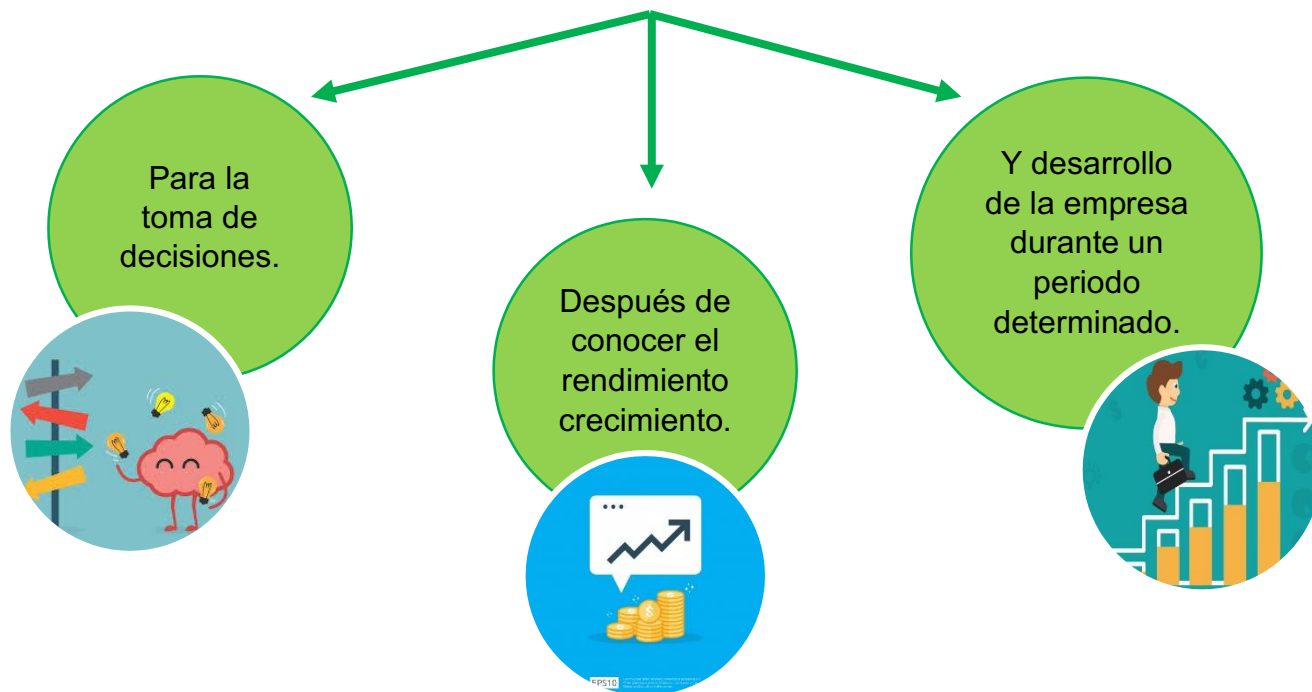 Para la
toma de
decisiones.
Después de
conocer el
rendimiento
crecimiento.
Y desarrollo
de la empresa
durante un
periodo
determinado.
$
EPS10